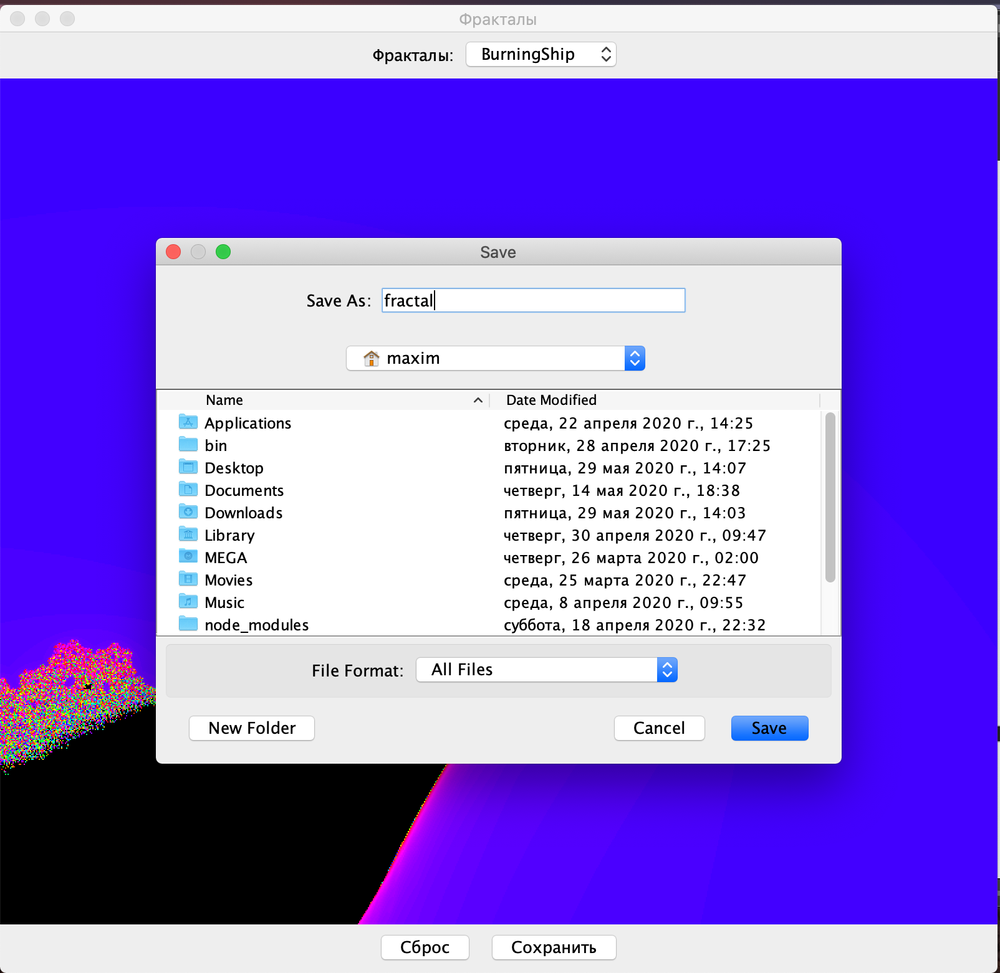 Фракталы
Фракталы: BurningShip
Save
Save As: fractal
maxim
Name Date Modified
Applications среда, 22 апреля 2020 г., 14:25
bin вторник, 28 апреля 2020 г., 17:25
Desktop пятница, 29 мая 2020 г., 14:07
Documents четверг, 14 мая 2020 г., 18:38
Downloads пятница, 29 мая 2020 г., 14:03
Library четверг, 30 апреля 2020 г., 09:47
MEGA четверг, 26 марта 2020 г., 02:00
Movies среда, 25 марта 2020 г., 22:47
Music среда, 8 апреля 2020 г., 09:55
node_modules суббота, 18 апреля 2020 г., 22:32
File Format: All Files
New Folder Cancel Save
Сброс Сохранить